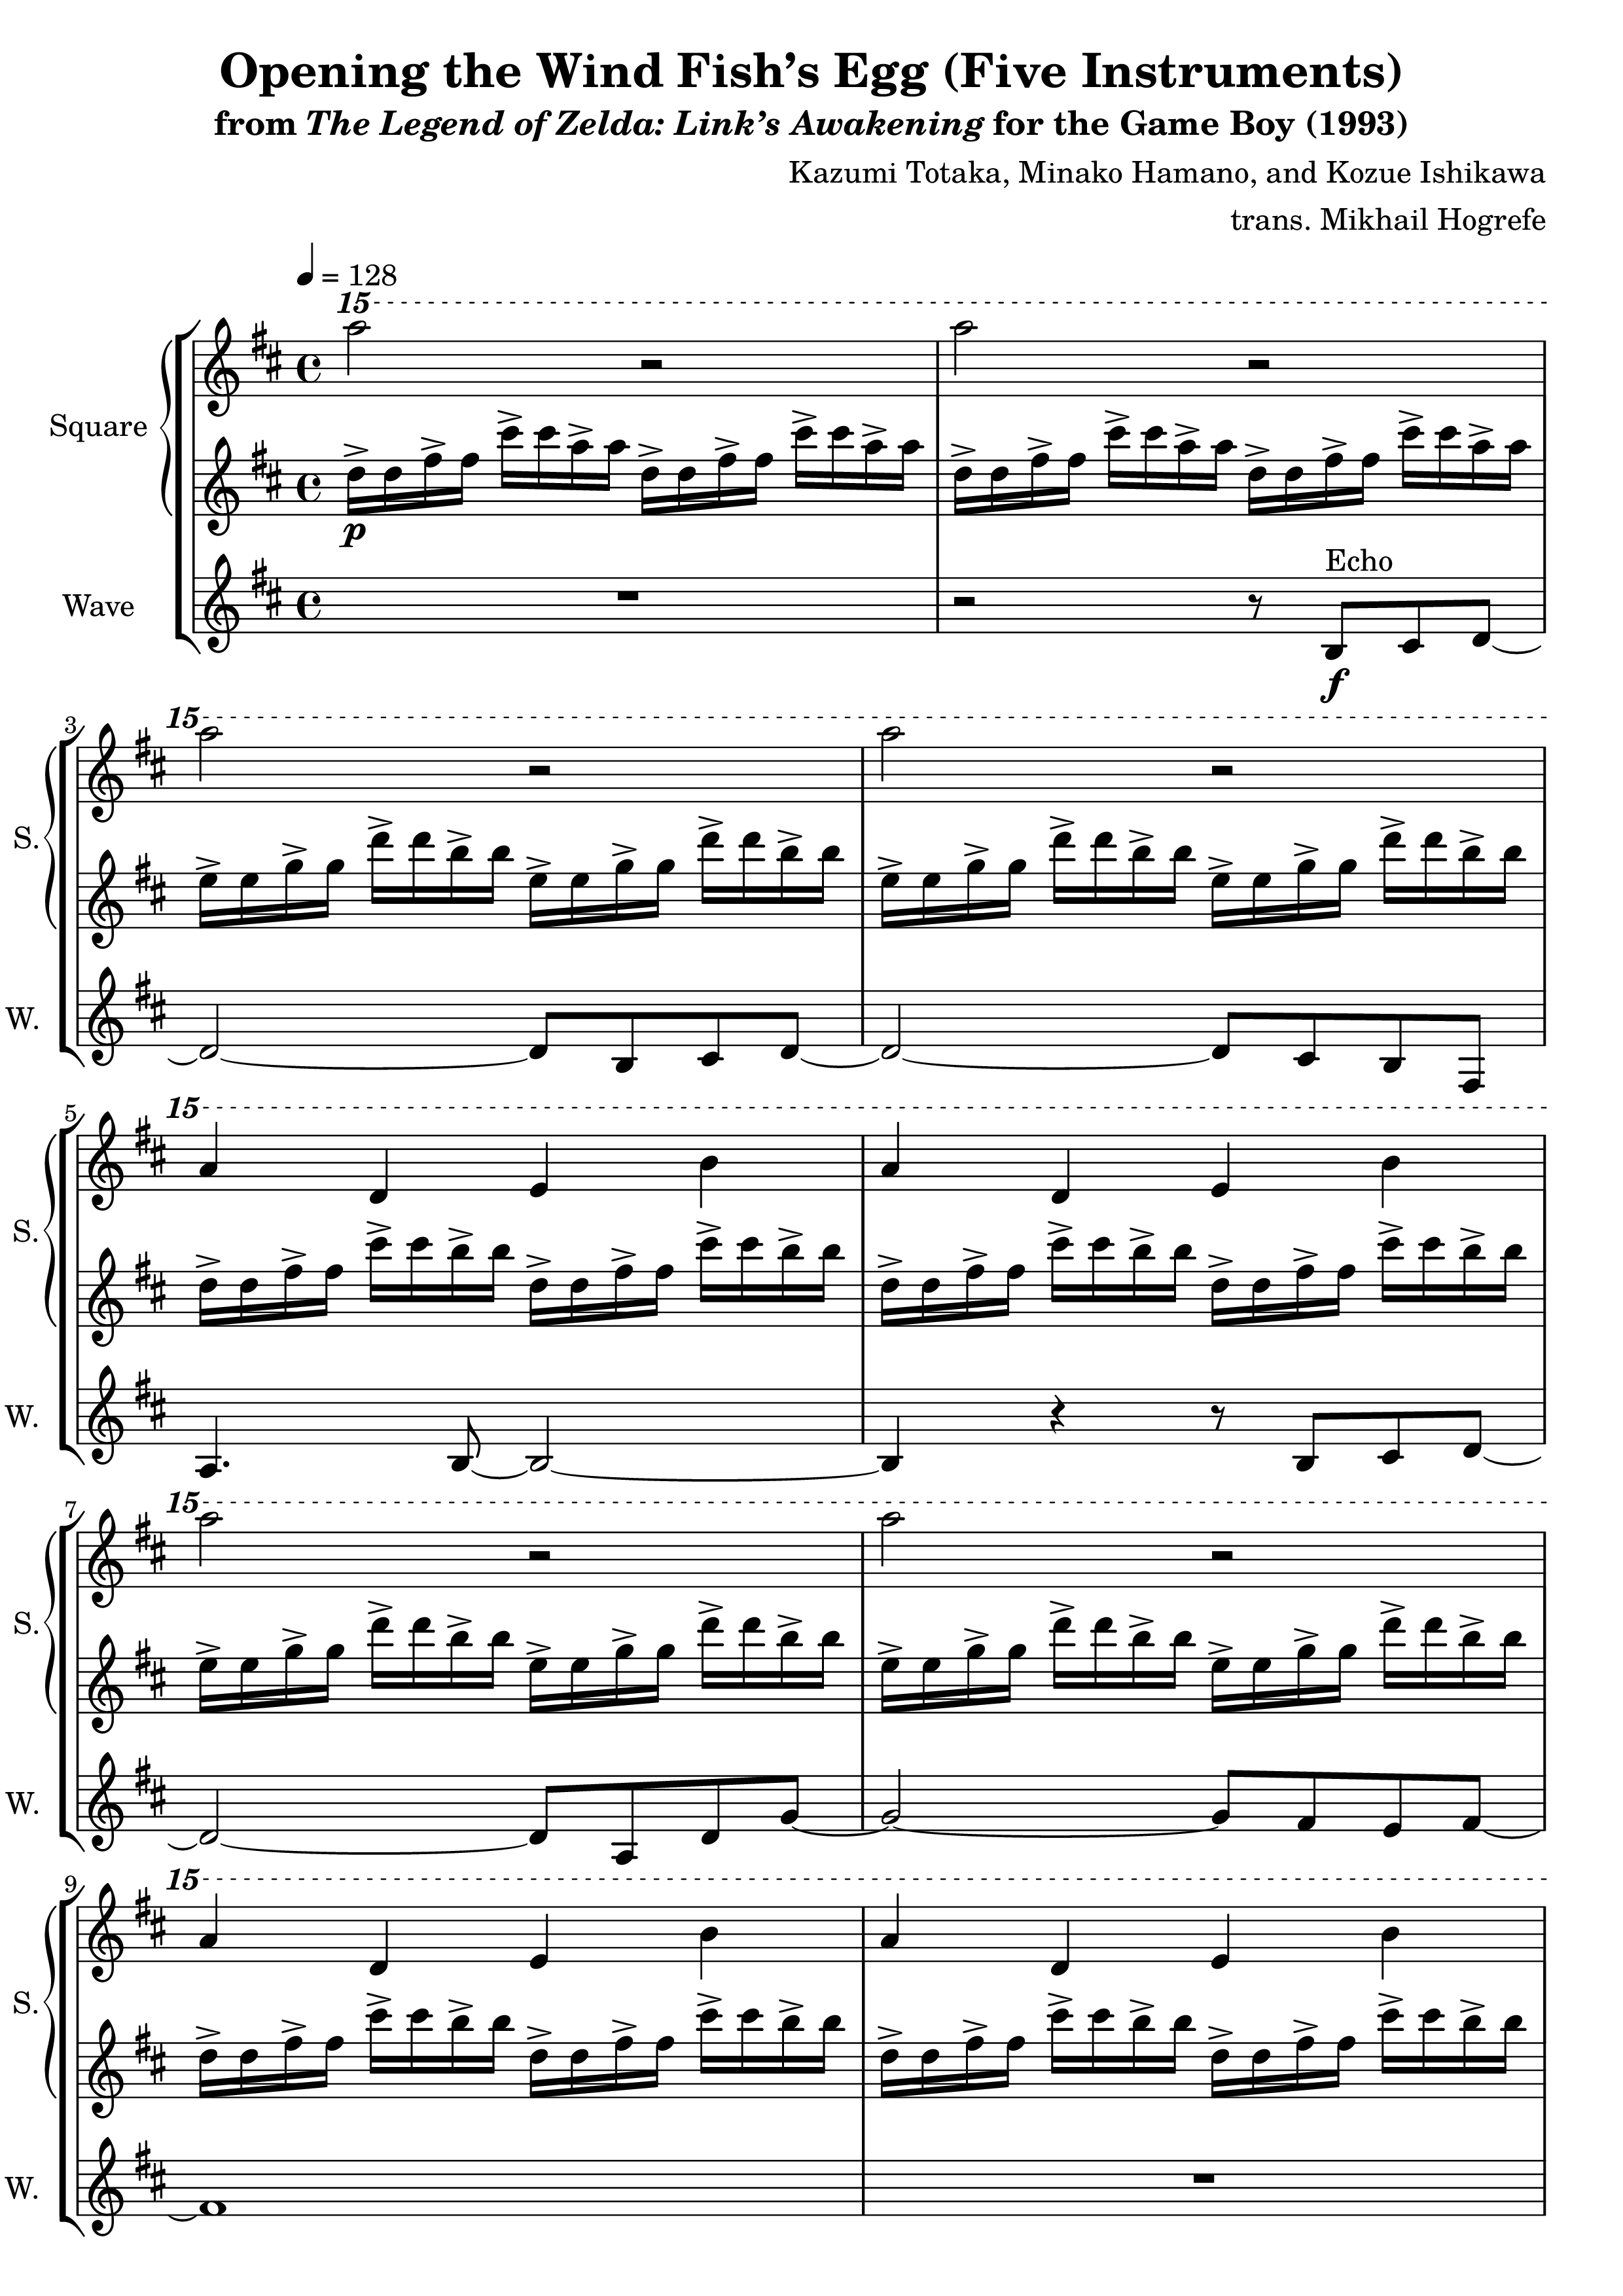 Opening the Wind Fish’s Egg (Five Instruments)
from The Legend of Zelda: Link’s Awakening for the Game Boy (1993)
Kazumi Totaka, Minako Hamano, and Kozue Ishikawa
trans. Mikhail Hogrefe
= 128
15
Square
p
Echo
Wave
f
3
15
S.
W.
5
15
S.
W.
7
15
S.
W.
9
15
S.
W.